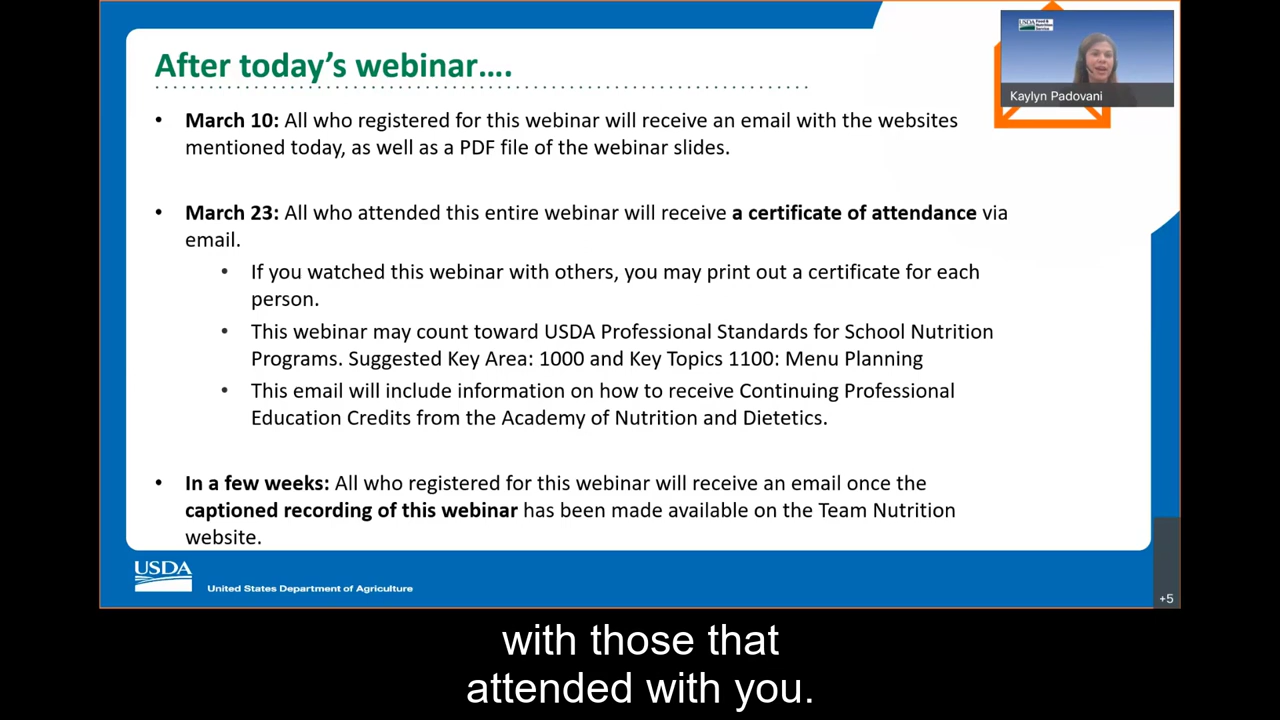 After today's webinar....
Kaylyn Padovani
• March 10: All who registered for this webinar will receive an email with the websites
mentioned today, as well as a PDF file of the webinar slides.
• March 23: All who attended this entire webinar will receive a certificate of attendance via
email.
• If you watched this webinar with others, you may print out a certificate for each
person.
• This webinar may count toward USDA Professional Standards for School Nutrition
Programs. Suggested Key Area: 1000 and Key Topics 1100: Menu Planning
• This email will include information on how to receive Continuing Professional
Education Credits from the Academy of Nutrition and Dietetics.
• In a few weeks: All who registered for this webinar will receive an email once the
captioned recording of this webinar has been made available on the Team Nutrition
website.
USDA
United States Department of Agriculture
+5
with those that
attended with you.